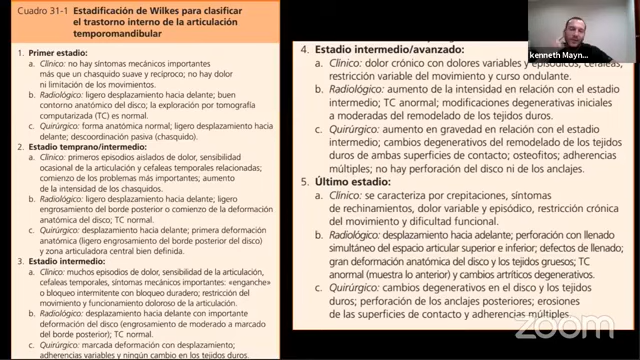 Cuadro 31-1 Estadificación de Wilkes para clasificar
el trastorno interno de la articulación
temporomandibular
1. Primer estadio:
a. Clínico: no hay síntomas mecánicos importantes
más que un chasquido suave y recíproco; no hay dolor
ni limitación de los movimientos.
b. Radiológico: ligero desplazamiento hacia delante; buen
contorno anatómico del disco; la exploración por tomografía
computarizada (TC) es normal.
c. Quirúrgico: forma anatómica normal; ligero desplazamiento hacia
delante; descoordinación pasiva (chasquido).
2. Estadio temprano/intermedio:
a. Clínico: primeros episodios aislados de dolor, sensibilidad
ocasional de la articulación y cefaleas temporales relacionadas;
comienzo de los problemas más importantes; aumento
de la intensidad de los chasquidos.
b. Radiológico: ligero desplazamiento hacia delante; ligero
engrosamiento del borde posterior o comienzo de la deformación
anatómica del disco; TC normal.
c. Quirúrgico: desplazamiento hacia delante; primera deformación
anatómica (ligero engrosamiento del borde posterior del disco)
y zona articuladora central bien definida.
3. Estadio intermedio:
a. Clínico: muchos episodios de dolor, sensibilidad de la articulación,
cefaleas temporales, síntomas mecánicos importantes: «enganche»
o bloqueo intermitente con bloqueo duradero; restricción del
movimiento y funcionamiento doloroso de la articulación.
b. Radiológico: desplazamiento hacia delante con importante
deformación del disco (engrosamiento de moderado a marcado
del borde posterior); TC normal.
c. Quirúrgico: marcada deformación con desplazamiento;
adherencias variables y ningún cambio en los tejidos duros.
4. Estadio intermedio/avanzado:
a. Clínico: dolor crónico con dolores variables y episódicos, cefaleas,
restricción variable del movimiento y curso ondulante.
b. Radiológico: aumento de la intensidad en relación con el estadio
intermedio; TC anormal; modificaciones degenerativas iniciales
a moderadas del remodelado de los tejidos duros.
c. Quirúrgico: aumento en gravedad en relación con el estadio
intermedio; cambios degenerativos del remodelado de los tejidos
duros de ambas superficies de contacto; osteofitos; adherencias
múltiples; no hay perforación del disco ni de los anclajes.
5. Último estadio:
a. Clínico: se caracteriza por crepitaciones, síntomas
de rechinamientos, dolor variable y episódico, restricción crónica
del movimiento y dificultad funcional.
b. Radiológico: desplazamiento hacia adelante; perforación con llenado
simultáneo del espacio articular superior e inferior; defectos de llenado;
gran deformación anatómica del disco y los tejidos gruesos; TC
anormal (muestra lo anterior) y cambios artríticos degenerativos.
c. Quirúrgico: cambios degenerativos en el disco y los tejidos
duros; perforación de los anclajes posteriores; erosiones
de las superficies de contacto y adherencias múltiples.
kenneth Mayn...
zoom